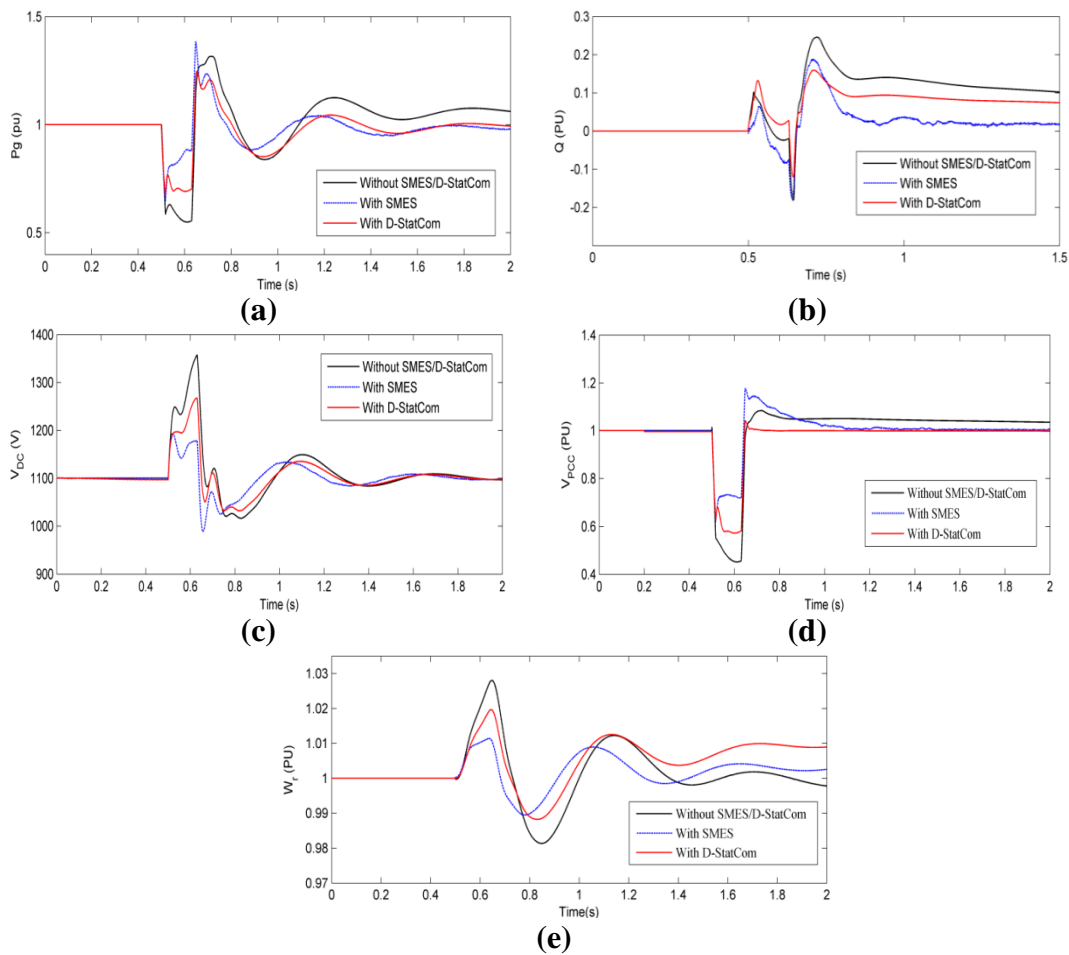 1.5
1
0.5
Pg (pu)
Without SMES/D-StatCom
With SMES
With D-StatCom
0 0.2 0.4 0.6 0.8 1 1.2 1.4 1.6 1.8 2
Time (s)
(a)
0.3
0.2
0.1
0
-0.1
-0.2
Q (PU)
Without SMES/D-StatCom
With SMES
With D-StatCom
0 0.5 1 1.5
Time (s)
(b)
1400
1300
1200
1100
1000
900
VDC (V)
Without SMES/D-StatCom
With SMES
With D-StatCom
0 0.2 0.4 0.6 0.8 1 1.2 1.4 1.6 1.8 2
Time (s)
(c)
1.4
1.2
1
0.8
0.6
0.4
VPCC (PU)
Without SMES/D-StatCom
With SMES
With D-StatCom
0 0.2 0.4 0.6 0.8 1 1.2 1.4 1.6 1.8 2
Time (s)
(d)
1.03
1.02
1.01
1
0.99
0.98
0.97
Wr (PU)
Without SMES/D-StatCom
With SMES
With D-StatCom
0 0.2 0.4 0.6 0.8 1 1.2 1.4 1.6 1.8 2
Time(s)
(e)